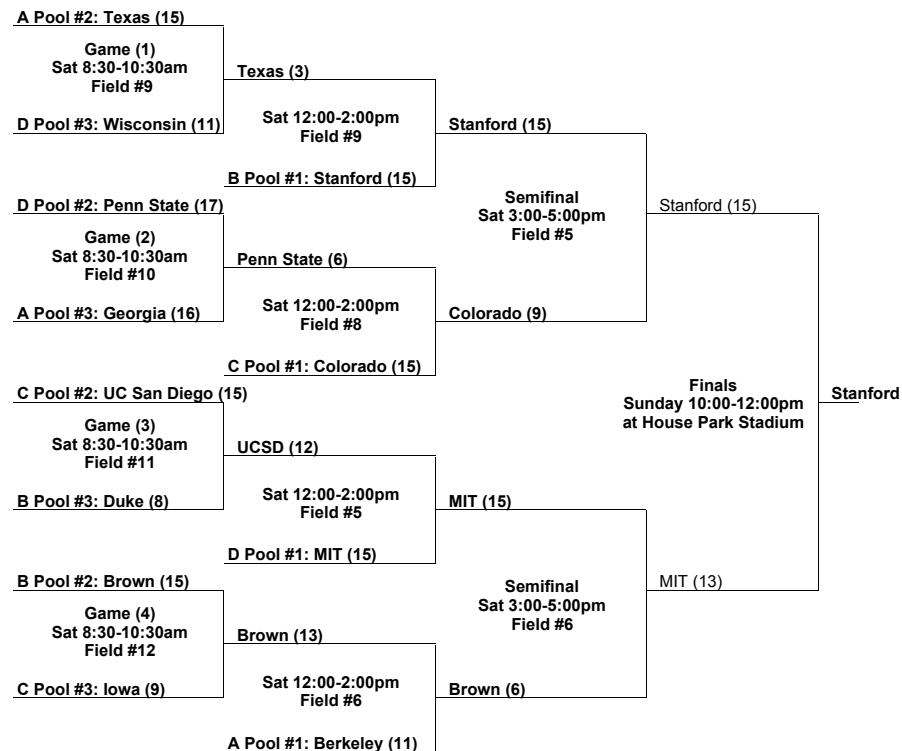 A Pool #2: Texas (15)
Game (1)
Sat 8:30-10:30am
Field #9
D Pool #3: Wisconsin (11)
Texas (3)
Sat 12:00-2:00pm
Field #9
B Pool #1: Stanford (15)
Stanford (15)
D Pool #2: Penn State (17)
Game (2)
Sat 8:30-10:30am
Field #10
A Pool #3: Georgia (16)
Penn State (6)
Sat 12:00-2:00pm
Field #8
C Pool #1: Colorado (15)
Colorado (9)
Semifinal
Sat 3:00-5:00pm
Field #5
Stanford (15)
C Pool #2: UC San Diego (15)
Game (3)
Sat 8:30-10:30am
Field #11
B Pool #3: Duke (8)
UCSD (12)
Sat 12:00-2:00pm
Field #5
D Pool #1: MIT (15)
MIT (15)
B Pool #2: Brown (15)
Game (4)
Sat 8:30-10:30am
Field #12
C Pool #3: Iowa (9)
Brown (13)
Sat 12:00-2:00pm
Field #6
A Pool #1: Berkeley (11)
Brown (6)
Semifinal
Sat 3:00-5:00pm
Field #6
MIT (13)
Finals
Sunday 10:00-12:00pm
at House Park Stadium
Stanford